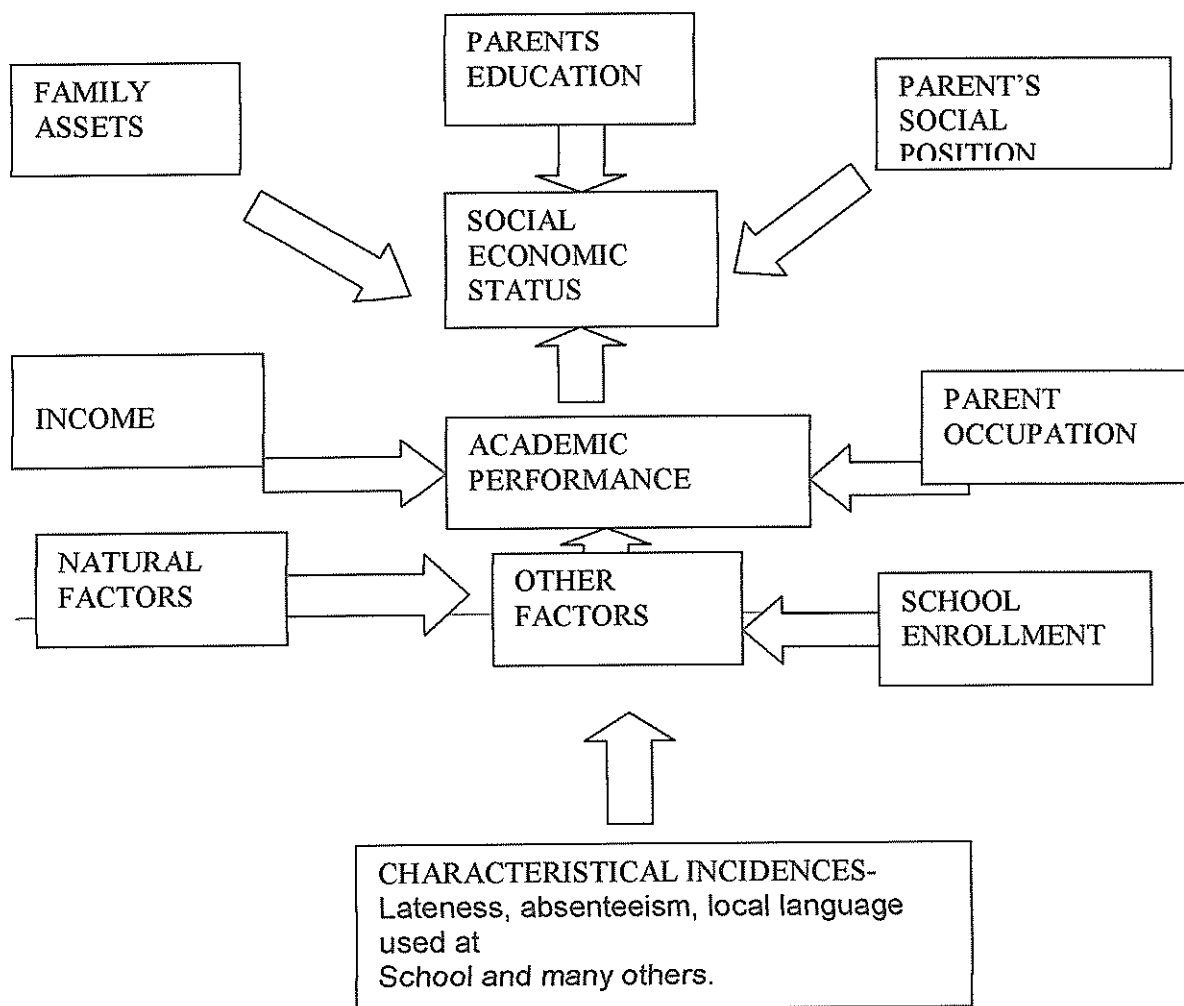 PARENTS
EDUCATION
FAMILY
ASSETS
PARENT'S
SOCIAL
POSITION
SOCIAL
ECONOMIC
STATUS
INCOME
PARENT
OCCUPATION
ACADEMIC
PERFORMANCE
NATURAL
FACTORS
OTHER
FACTORS
SCHOOL
ENROLLMENT
CHARACTERISTICAL INCIDENCES-
Lateness, absenteeism, local language
used at
School and many others.